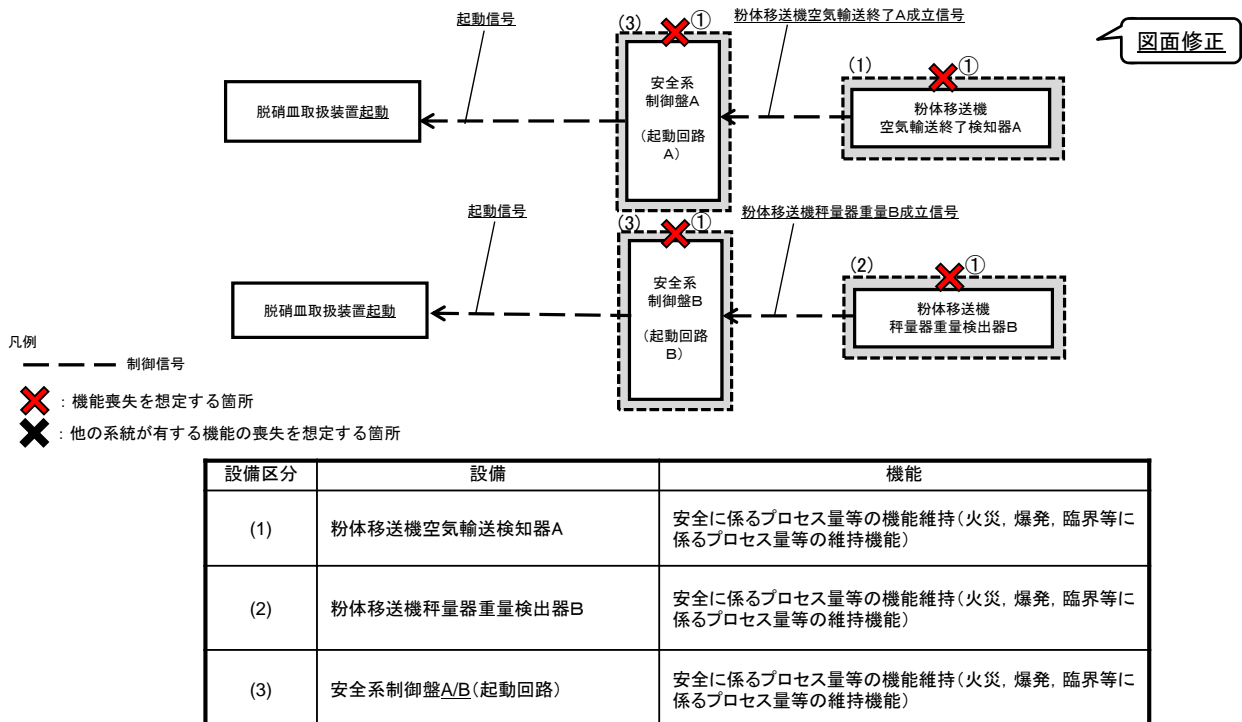 起動信号
(3)
①
粉体移送機空気輸送終了A成立信号
図面修正
(1)
①
脱硝皿取扱装置起動
安全系
制御盤A
(起動回路
A)
粉体移送機
空気輸送終了検知器A
起動信号
(3)
①
粉体移送機秤量器重量B成立信号
(2)
①
脱硝皿取扱装置起動
安全系
制御盤B
(起動回路
B)
粉体移送機
秤量器重量検出器B
凡例
制御信号
：機能喪失を想定する箇所
：他の系統が有する機能の喪失を想定する箇所
設備区分 設備 機能
(1) 粉体移送機空気輸送検知器A 安全に係るプロセス量等の機能維持(火災，爆発，臨界等に
係るプロセス量等の維持機能)
(2) 粉体移送機秤量器重量検出器B 安全に係るプロセス量等の機能維持(火災，爆発，臨界等に
係るプロセス量等の維持機能)
(3) 安全系制御盤A/B(起動回路) 安全に係るプロセス量等の機能維持(火災，爆発，臨界等に
係るプロセス量等の維持機能)